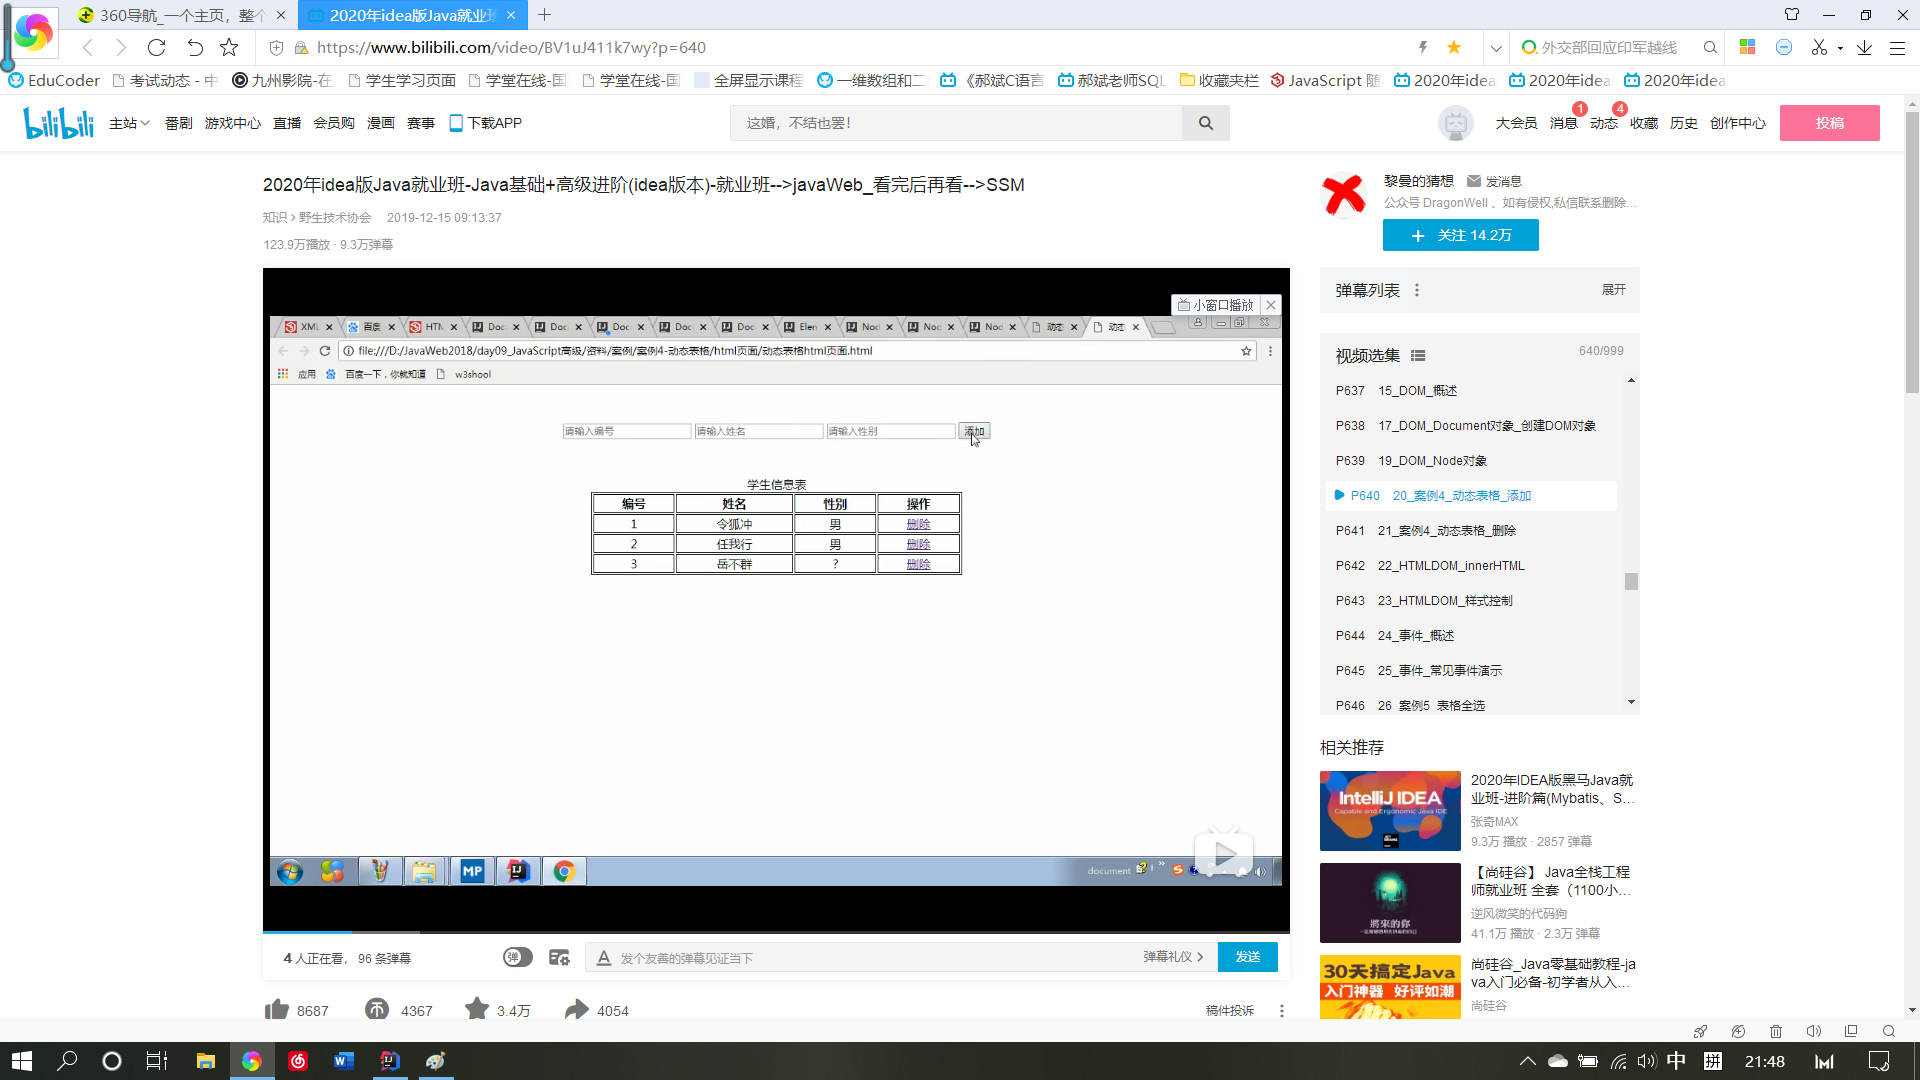 360导航_一个主页，整个
2020年idea版Java就业班
https://www.bilibili.com/video/BV1uJ411k7wy?p=640
外交部回应印军越线
EduCoder
考试动态 - 中
九州影院-在
学生学习页面
学堂在线-国
学堂在线-国
全屏显示课程
一维数组和二
《郝斌C语言
郝斌老师SQL
收藏夹栏
JavaScript 随
2020年idea
2020年idea
2020年idea
bilibili
主站
番剧
游戏中心
直播
会员购
漫画
赛事
下载APP
这婚，不结也罢！
大会员
消息
1
动态
4
收藏
历史
创作中心
投稿
2020年idea版Java就业班-Java基础+高级进阶(idea版本)-就业班-->javaWeb_看完后再看-->SSM
知识 > 野生技术协会 2019-12-15 09:13:37
123.9万播放 · 9.3万弹幕
黎曼的猜想 发消息
公众号 DragonWell 、如有侵权,私信联系删除...
+ 关注 14.2万
小窗口播放
XML
百度
HTM
Doc
Doc
Doc
Doc
Doc
Elen
Nod
Nod
Nod
动态
动态
file:///D:/JavaWeb2018/day09_JavaScript高级/资料/案例/案例4-动态表格/html页面/动态表格html页面.html
应用 百度一下，你就知道 w3shool
请输入编号 请输入姓名 请输入性别 添加
学生信息表
编号 姓名 性别 操作
1 令狐冲 男 删除
2 任我行 男 删除
3 岳不群 ? 删除
MP
document
4 人正在看， 96 条弹幕
弹
发个友善的弹幕见证当下
弹幕礼仪 >
发送
8687
4367
3.4万
4054
稿件投诉
弹幕列表
展开
视频选集
640/999
P637 15_DOM_概述
P638 17_DOM_Document对象_创建DOM对象
P639 19_DOM_Node对象
P640 20_案例4_动态表格_添加
P641 21_案例4_动态表格_删除
P642 22_HTMLDOM_innerHTML
P643 23_HTMLDOM_样式控制
P644 24_事件_概述
P645 25_事件_常见事件演示
P646 26_案例5_表格全选
相关推荐
IntelliJ IDEA
Capable and Ergonomic Java IDE
2020年IDEA版黑马Java就
业班-进阶篇(Mybatis、S...
张奇MAX
9.3万 播放 · 2857 弹幕
將來的你
【尚硅谷】 Java全栈工程
师就业班 全套（1100小...
逆风微笑的代码狗
41.1万 播放 · 2.3万 弹幕
30天搞定Java
入门神器 好评如潮
尚硅谷_Java零基础教程-ja
va入门必备-初学者从入...
尚硅谷
中
拼
21:48